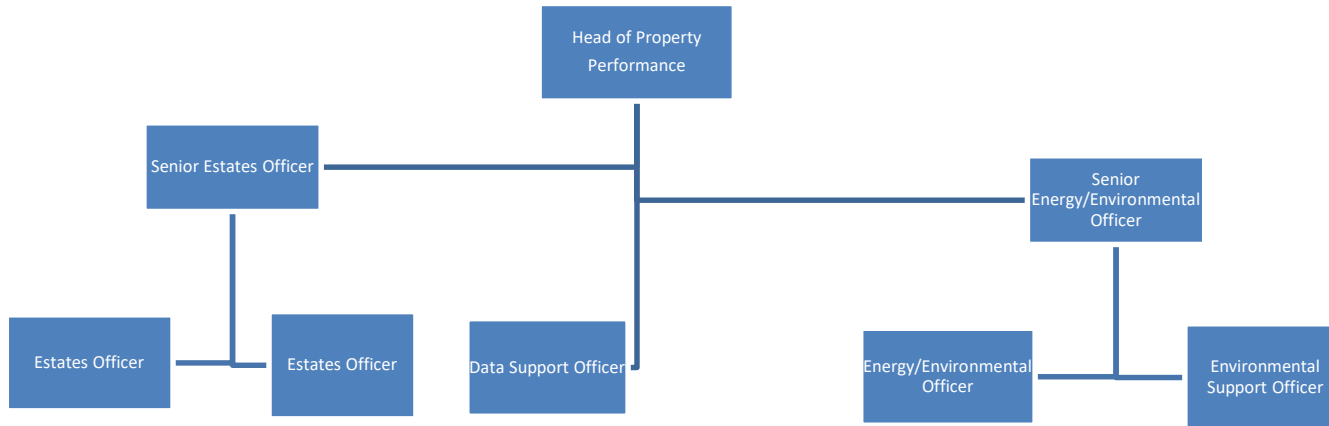 Head of Property
Performance
Senior Estates Officer
Senior
Energy/Environmental
Officer
Estates Officer
Estates Officer
Data Support Officer
Energy/Environmental
Officer
Environmental
Support Officer